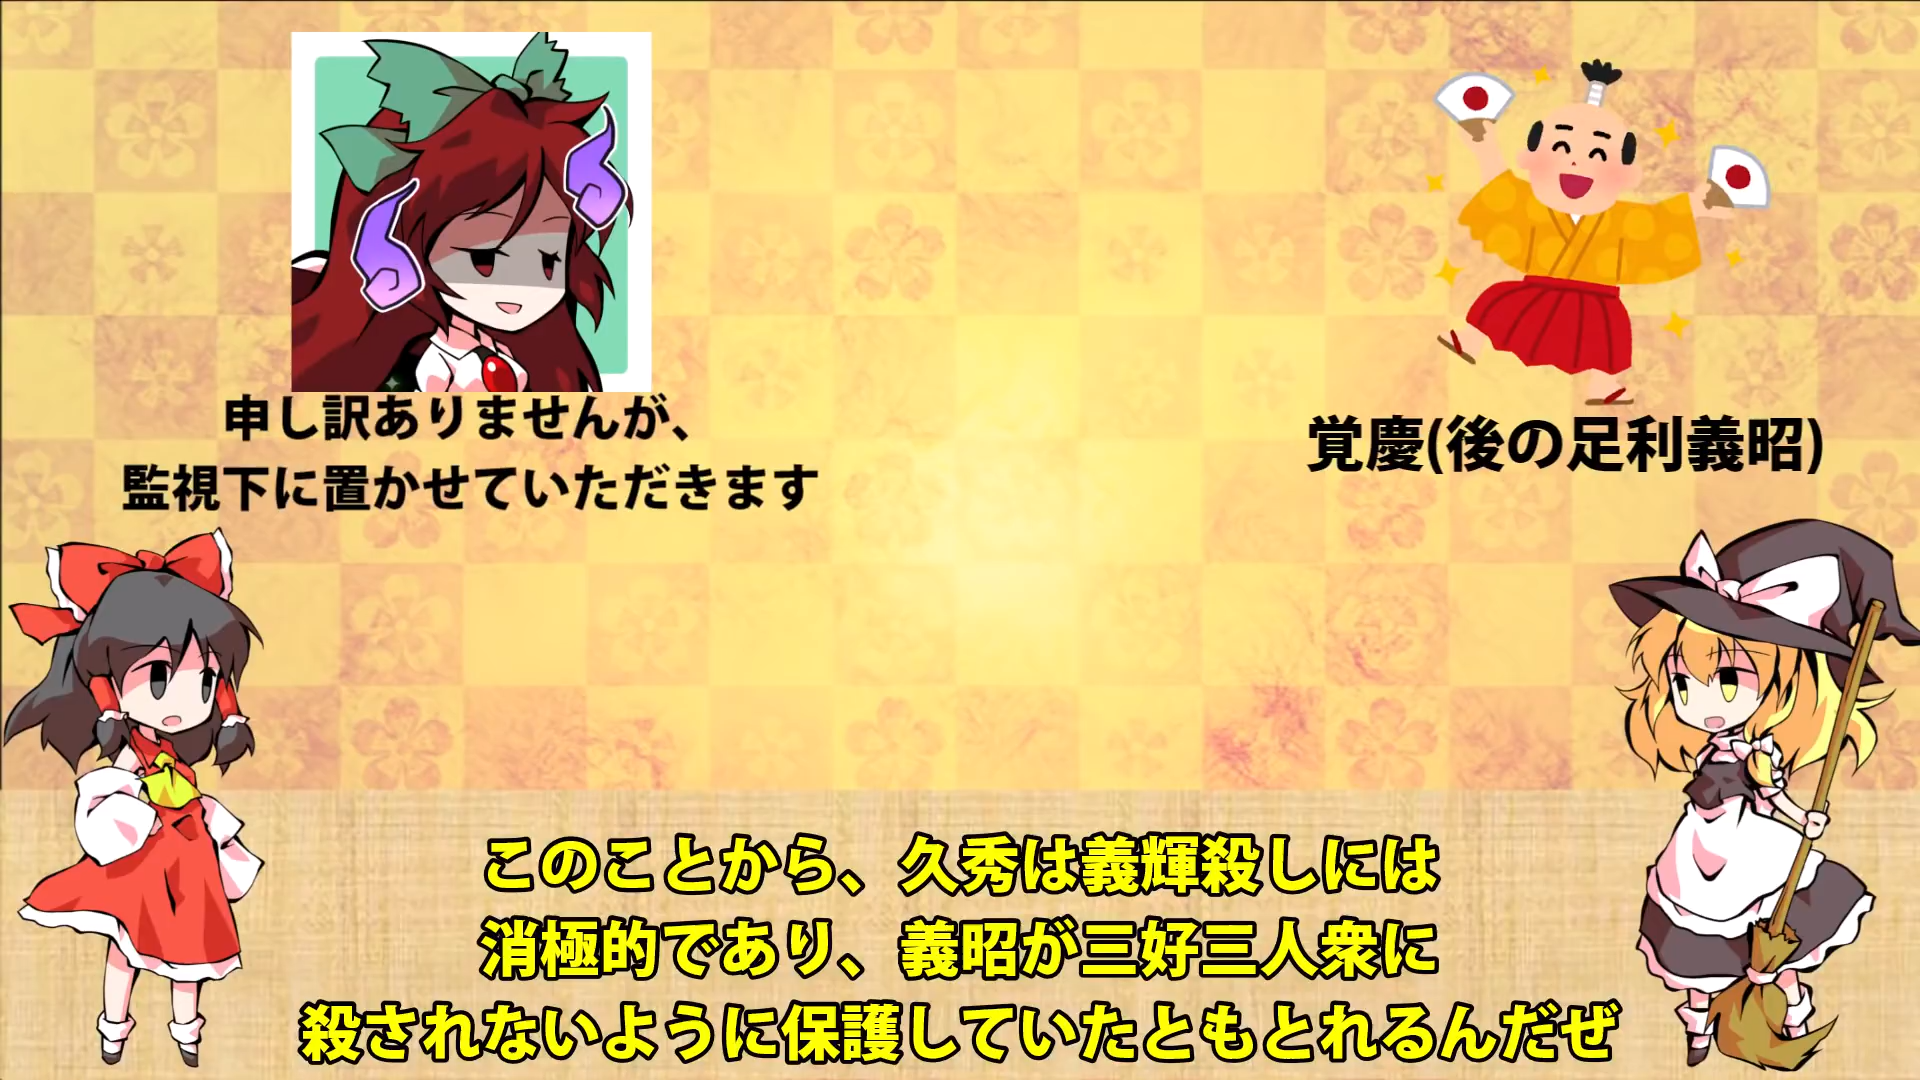 申し訳ありませんが、
監視下に置かせていただきます
覚慶(後の足利義昭)
このことから、久秀は義輝殺しには
消極的であり、義昭が三好三人衆に
殺されないように保護していたともとれるんだぜ